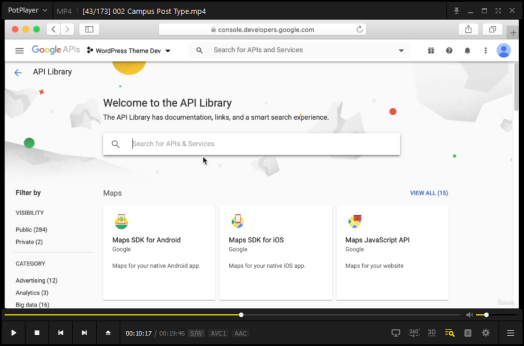 PotPlayer
MP4
[43/173] 002 Campus Post Type.mp4
console.developers.google.com
Google APIs
WordPress Theme Dev
Search for APIs and Services
API Library
Welcome to the API Library
The API Library has documentation, links, and a smart search experience.
Search for APIs & Services
Filter by
Maps
VIEW ALL (15)
VISIBILITY
Public (284)
Private (2)
CATEGORY
Advertising (12)
Analytics (3)
Big data (16)
Maps SDK for Android
Google
Maps for your native Android app.
Maps SDK for iOS
Google
Maps for your native iOS app.
Maps JavaScript API
Google
Maps for your website
00:10:17 / 00:19:46 S/W AVC1 AAC
360°
3D